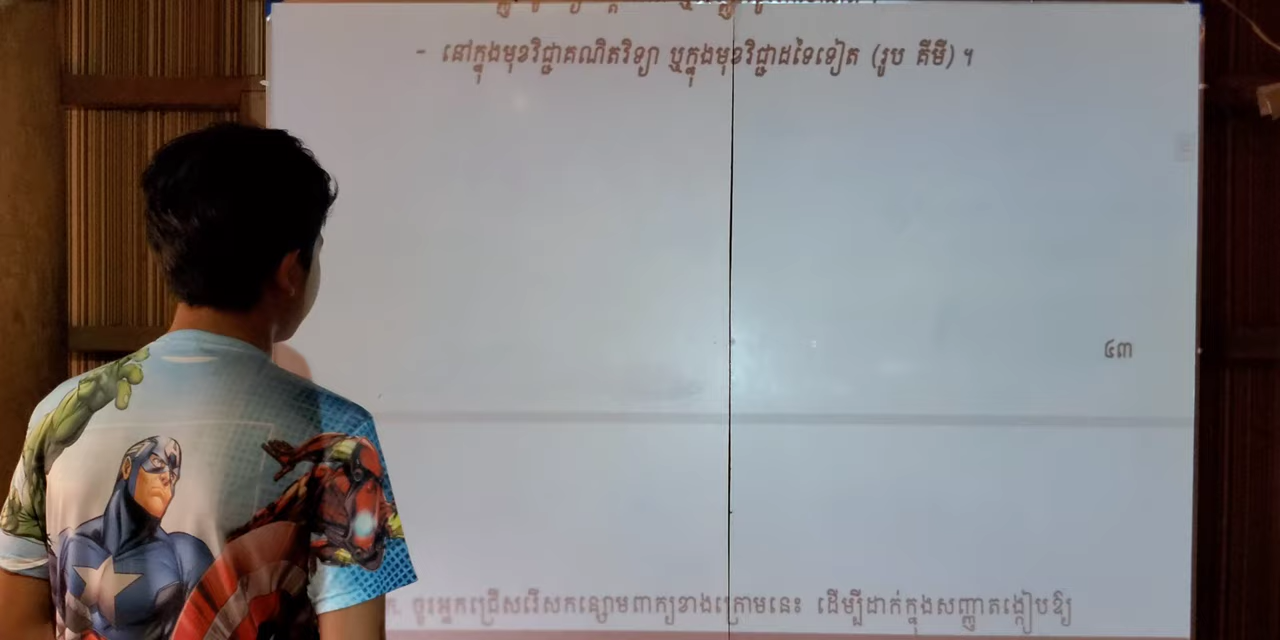 - នៅក្នុងមុខវិជ្ជាគណិតវិទ្យា ឬក្នុងមុខវិជ្ជាដទៃទៀត (រូប គីមី) ។
៤៣
ក. ចូរអ្នកជ្រើសរើសកន្សោមពាក្យខាងក្រោមនេះ ដើម្បីដាក់ក្នុងសញ្ញាតង្កៀបឱ្យ